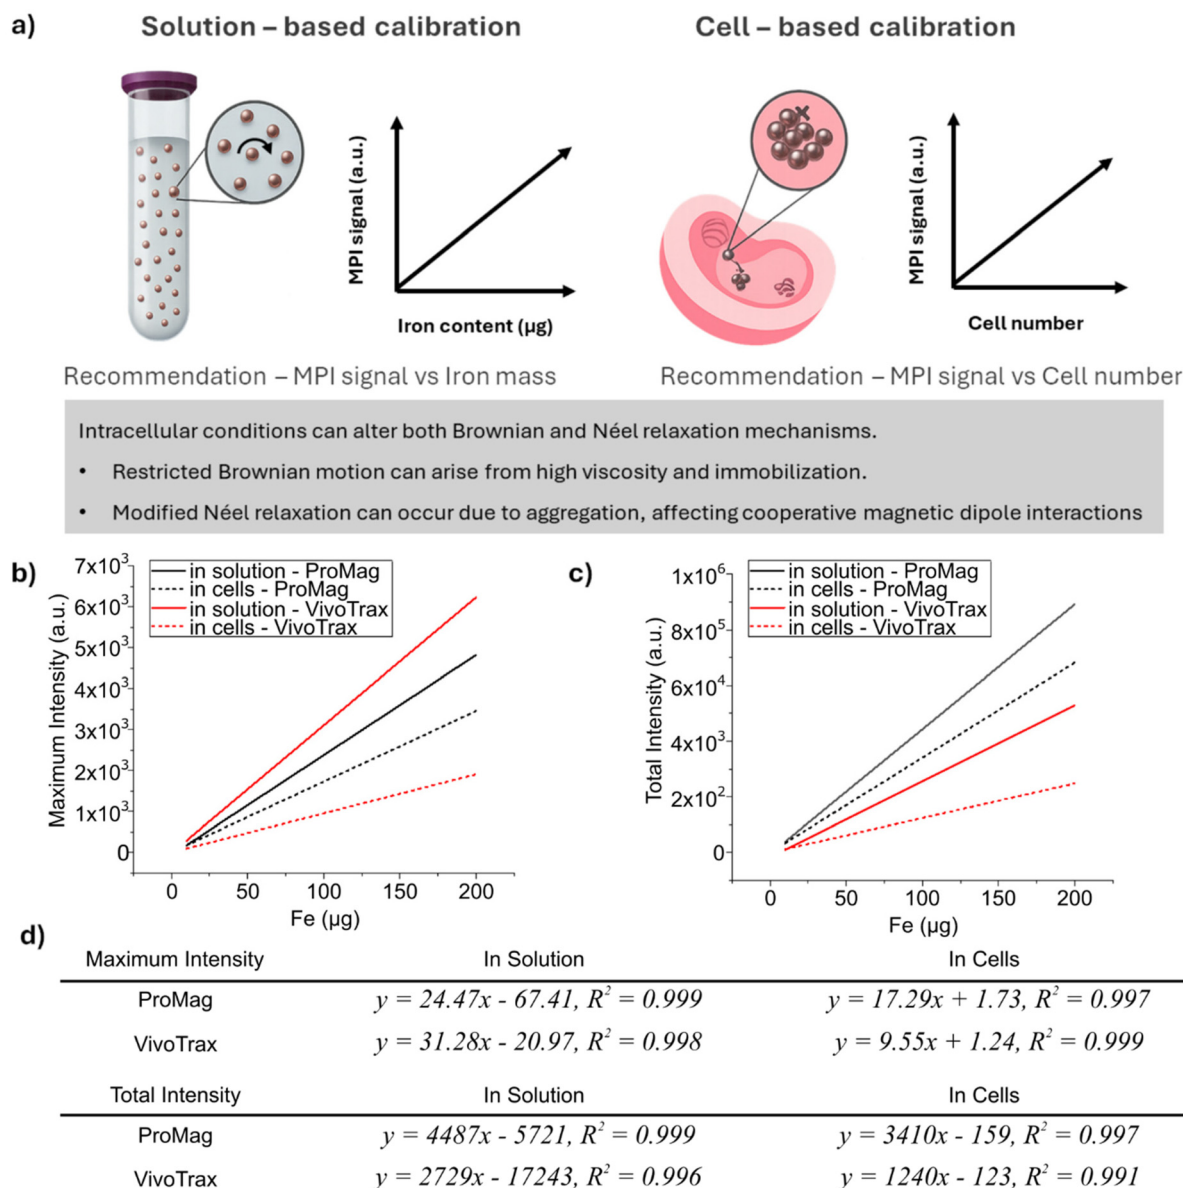 a)
Solution – based calibration
Cell – based calibration
MPI signal (a.u.)
Iron content (µg)
MPI signal (a.u.)
Cell number
Recommendation – MPI signal vs Iron mass
Recommendation – MPI signal vs Cell number
Intracellular conditions can alter both Brownian and Néel relaxation mechanisms.
• Restricted Brownian motion can arise from high viscosity and immobilization.
• Modified Néel relaxation can occur due to aggregation, affecting cooperative magnetic dipole interactions
b)
Maximum Intensity (a.u.)
7x10³
6x10³
5x10³
4x10³
3x10³
2x10³
1x10³
0
in solution - ProMag
in cells - ProMag
in solution - VivoTrax
in cells - VivoTrax
0 50 100 150 200
Fe (µg)
c)
Total Intensity (a.u.)
1x10⁶
8x10⁵
6x10⁴
4x10³
2x10²
0
in solution - ProMag
in cells - ProMag
in solution - VivoTrax
in cells - VivoTrax
0 50 100 150 200
Fe (µg)
d)
Maximum Intensity In Solution In Cells
ProMag y = 24.47x - 67.41, R² = 0.999 y = 17.29x + 1.73, R² = 0.997
VivoTrax y = 31.28x - 20.97, R² = 0.998 y = 9.55x + 1.24, R² = 0.999
Total Intensity In Solution In Cells
ProMag y = 4487x - 5721, R² = 0.999 y = 3410x - 159, R² = 0.997
VivoTrax y = 2729x - 17243, R² = 0.996 y = 1240x - 123, R² = 0.991